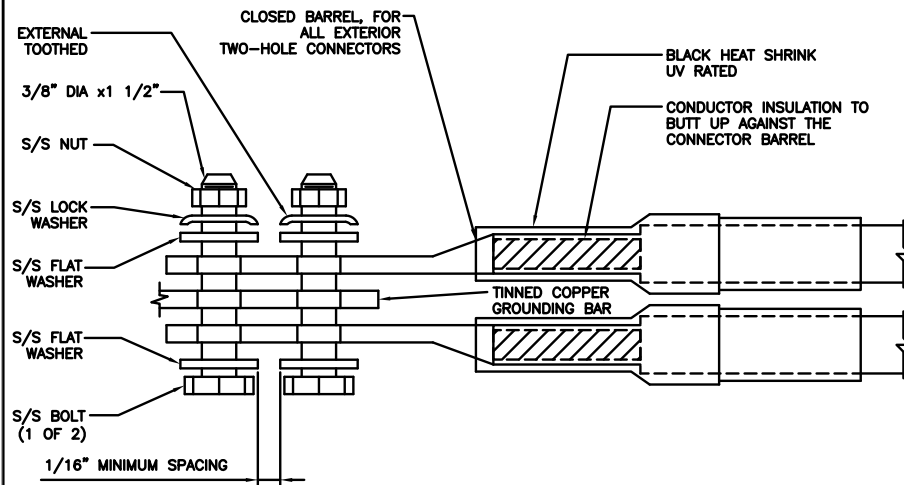 CLOSED BARREL, FOR
ALL EXTERIOR
TWO-HOLE CONNECTORS
EXTERNAL
TOOTHED
BLACK HEAT SHRINK
UV RATED
3/8" DIA x1 1/2"
CONDUCTOR INSULATION TO
BUTT UP AGAINST THE
CONNECTOR BARREL
S/S NUT
S/S LOCK
WASHER
S/S FLAT
WASHER
TINNED COPPER
GROUNDING BAR
S/S FLAT
WASHER
S/S BOLT
(1 OF 2)
1/16" MINIMUM SPACING